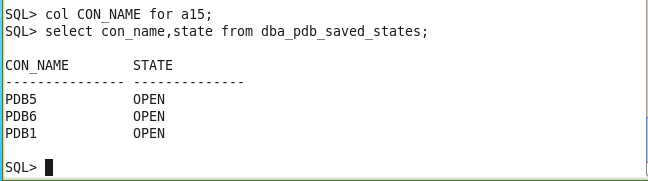 SQL> col CON_NAME for a15;
SQL> select con_name,state from dba_pdb_saved_states;
CON_NAME        STATE
--------------- --------------
PDB5            OPEN
PDB6            OPEN
PDB1            OPEN
SQL>